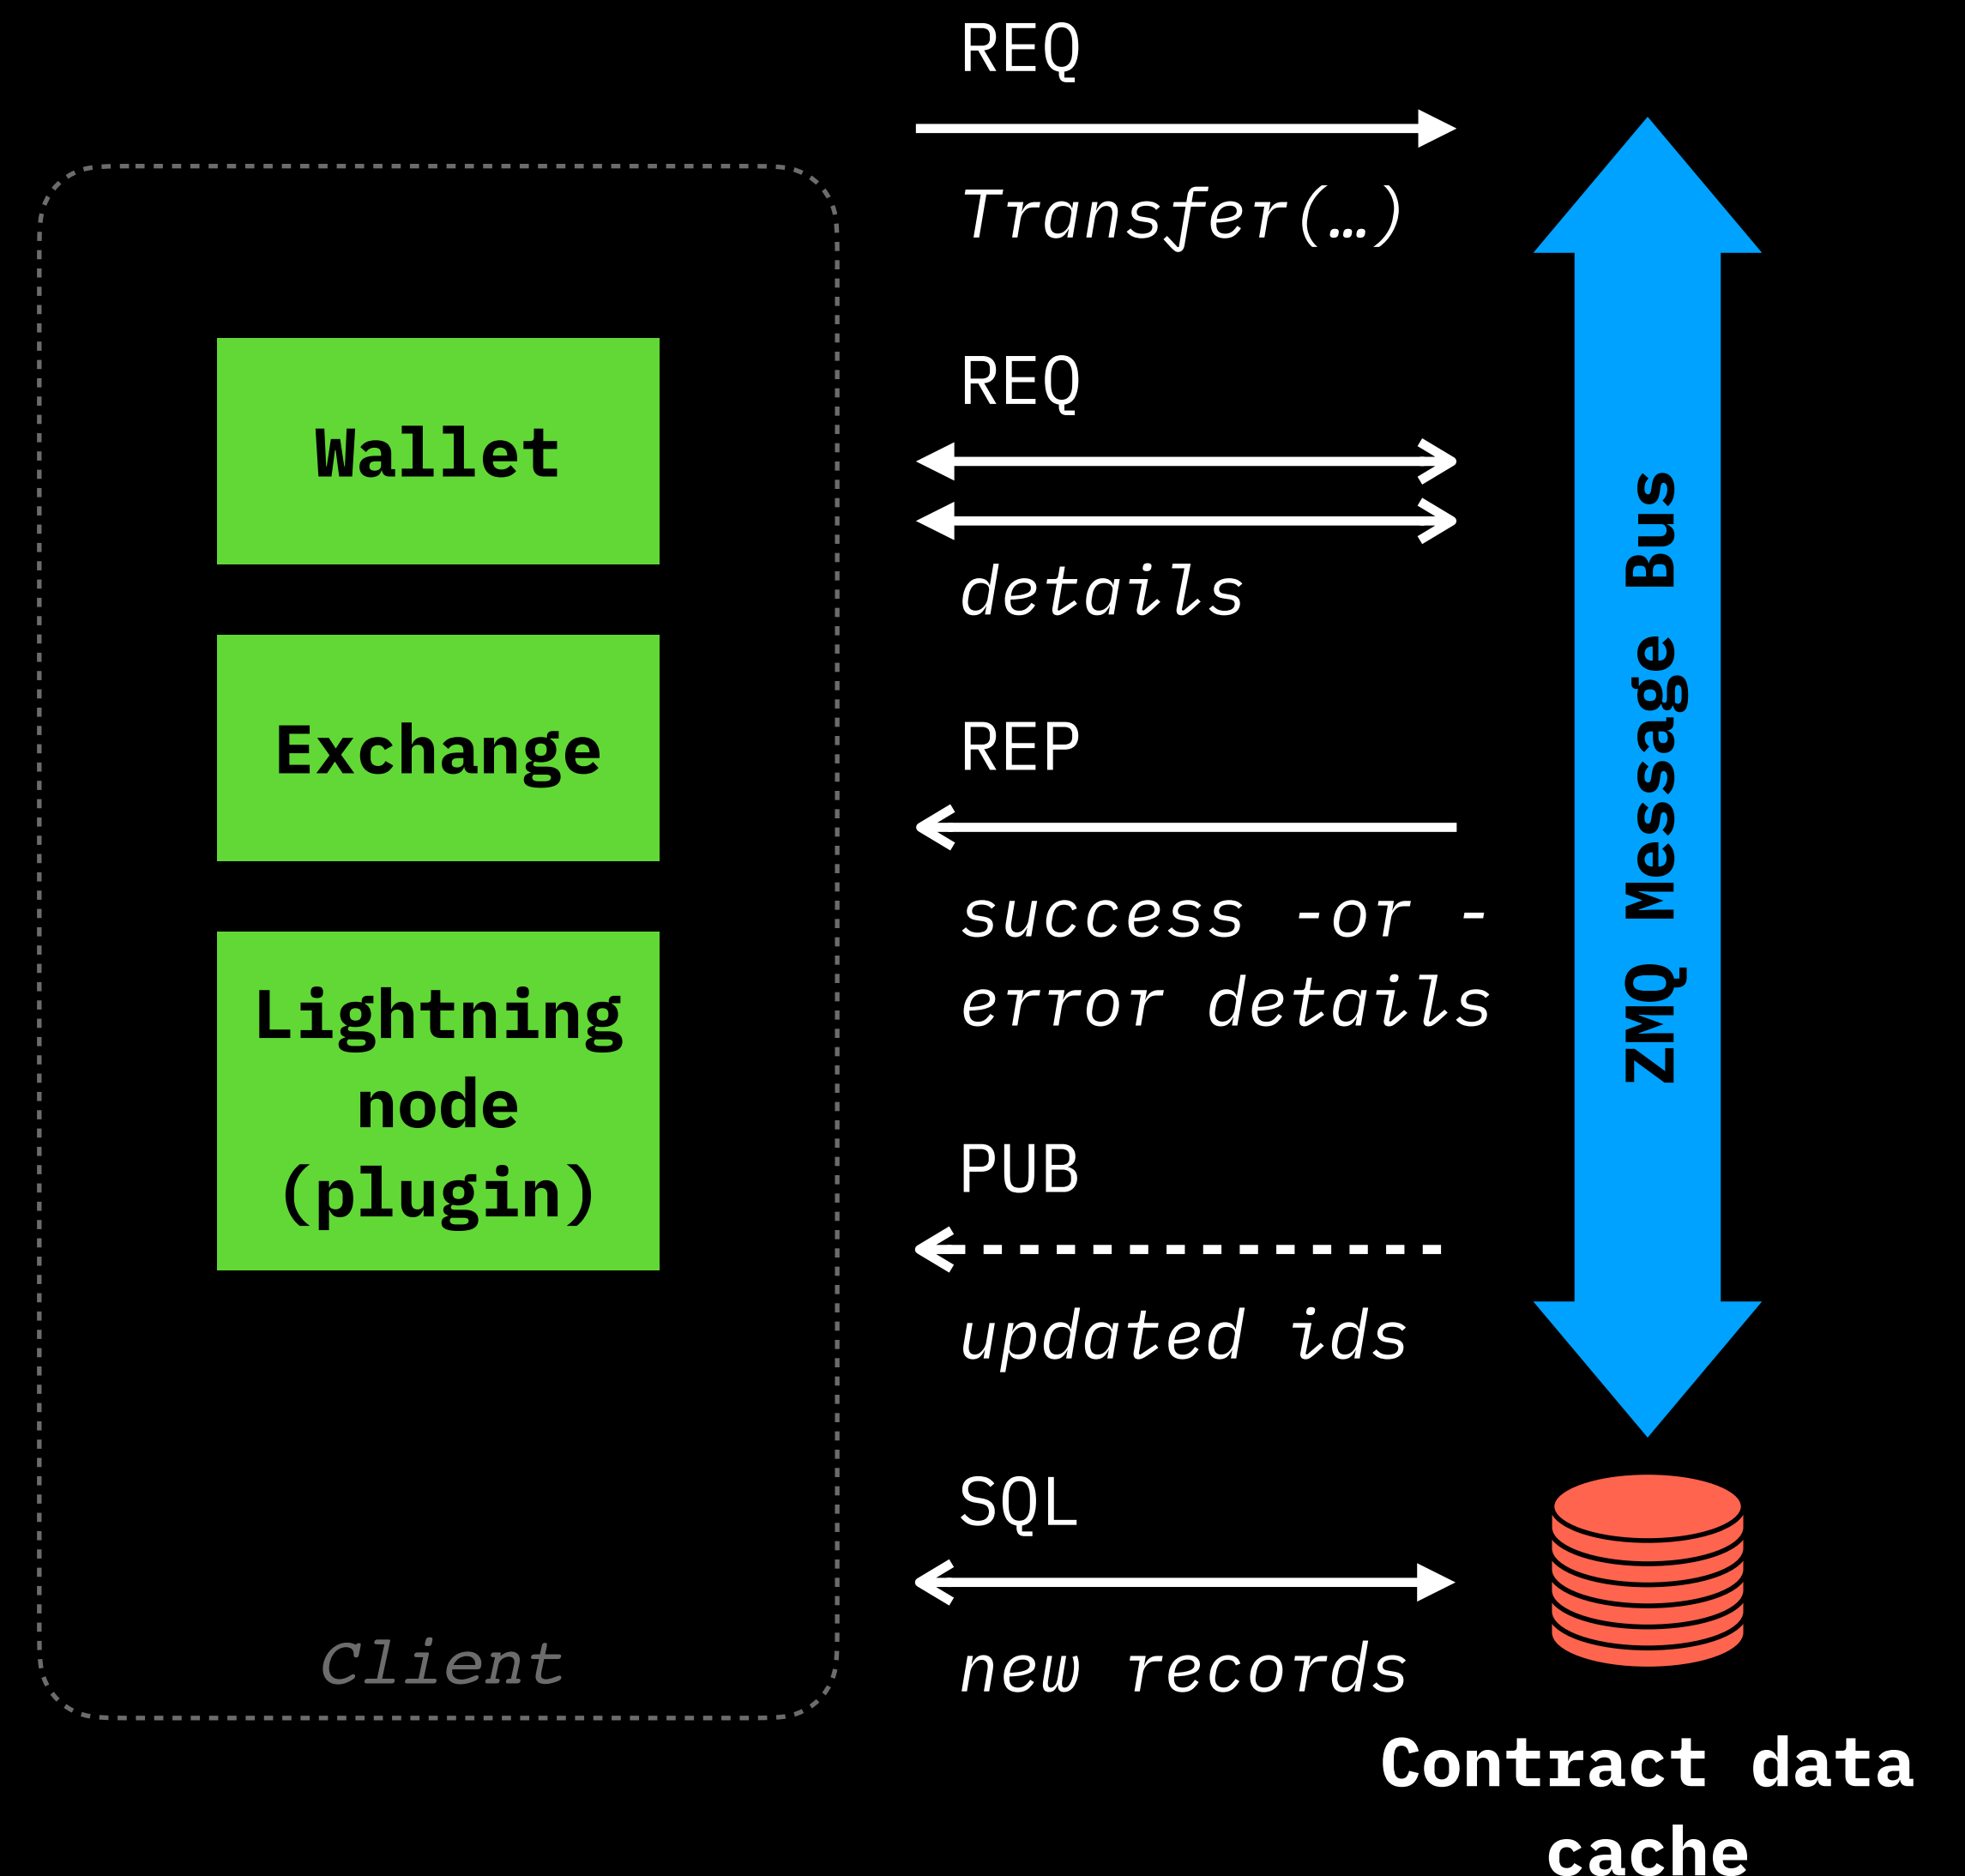 REQ
Transfer(…)
REQ
details
REP
success -or -
error details
PUB
updated ids
SQL
new records
Wallet
Exchange
Lightning
node
(plugin)
Client
ZMQ Message Bus
Contract data
cache